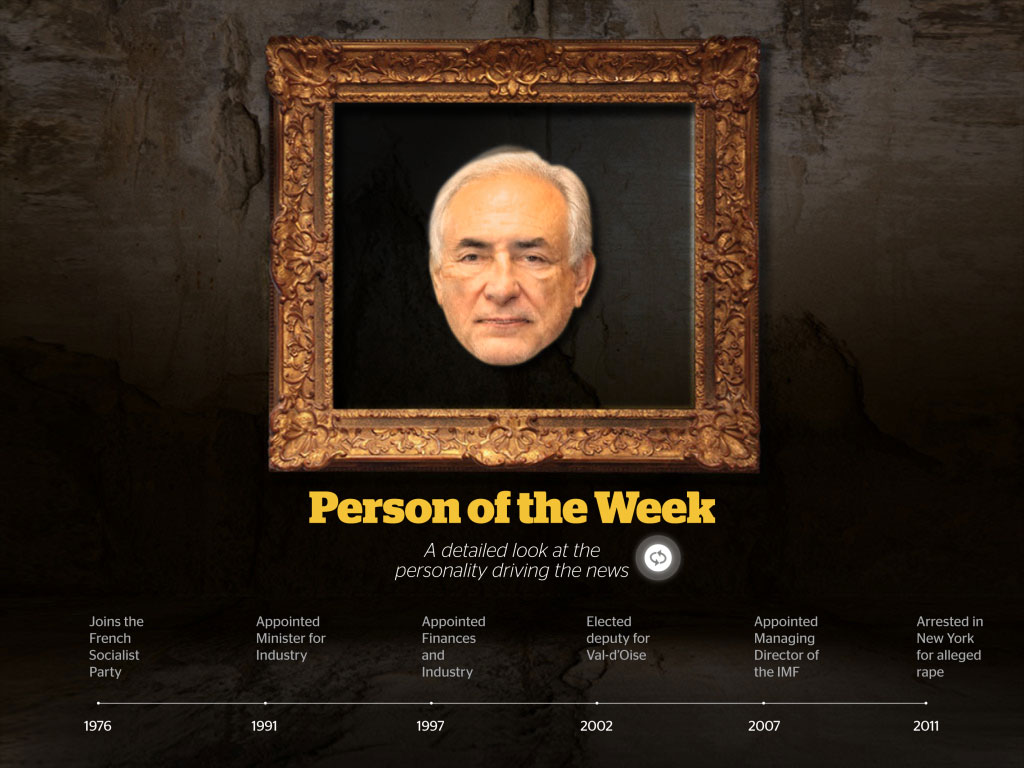 Person of the Week
A detailed look at the
personality driving the news
Joins the
French
Socialist
Party
Appointed
Minister for
Industry
Appointed
Finances
and
Industry
Elected
deputy for
Val-d'Oise
Appointed
Managing
Director of
the IMF
Arrested in
New York
for alleged
rape
1976
1991
1997
2002
2007
2011